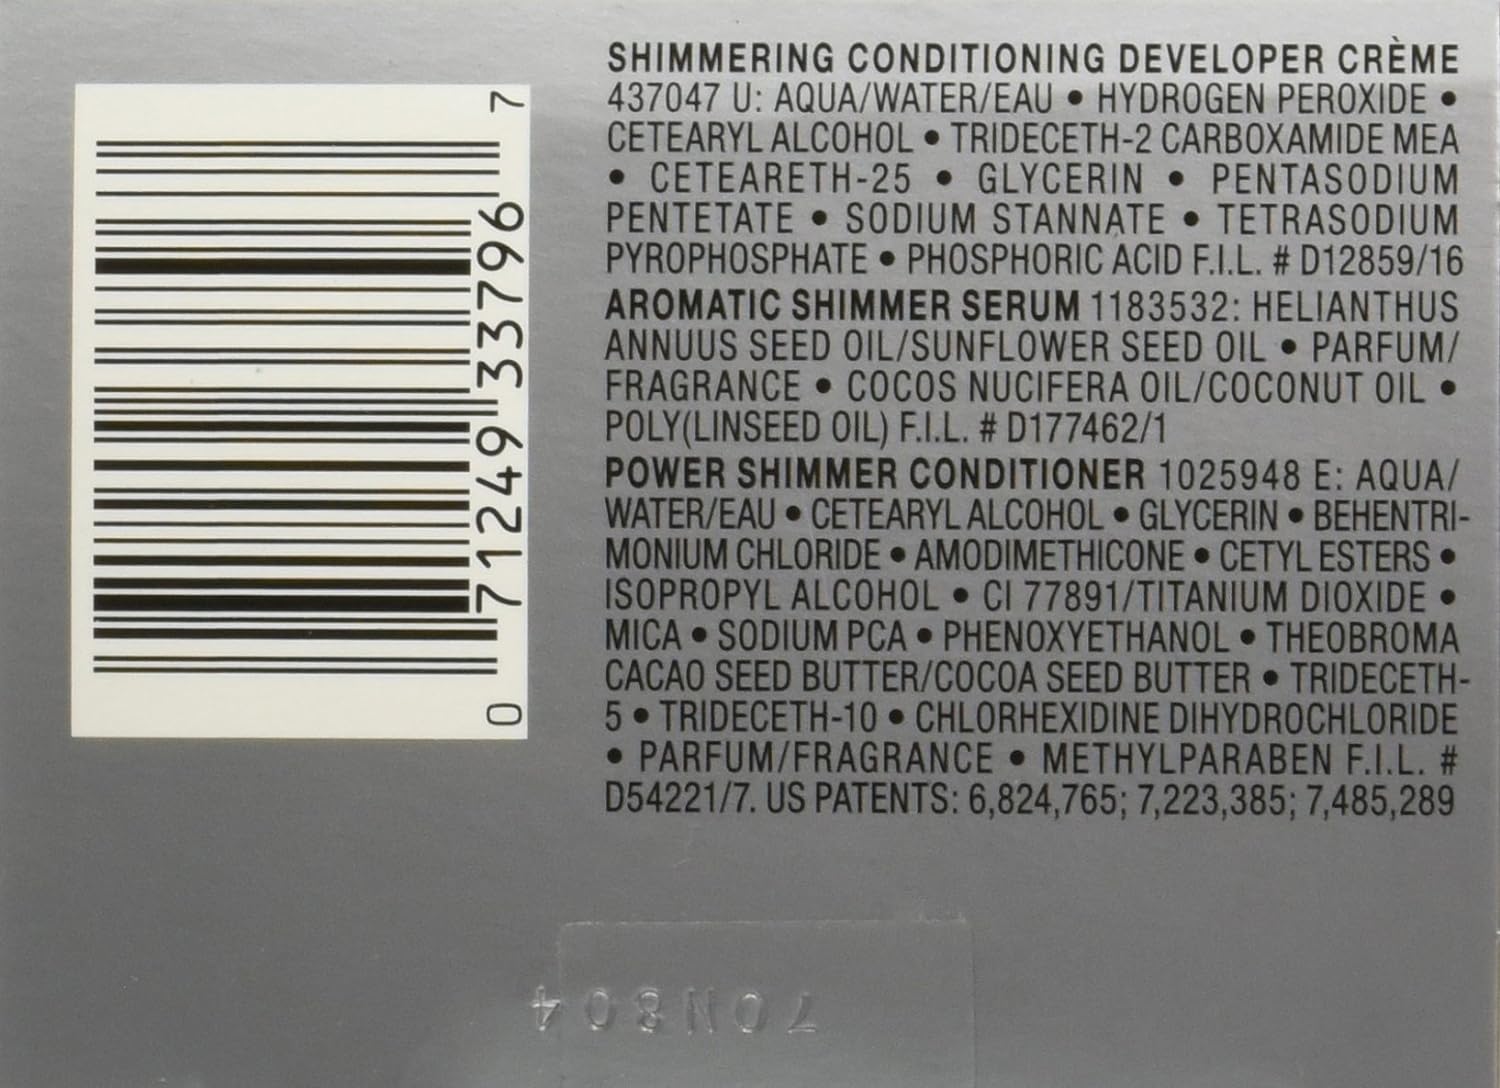 SHIMMERING CONDITIONING DEVELOPER CRÈME
437047 U: AQUA/WATER/EAU • HYDROGEN PEROXIDE •
CETEARYL ALCOHOL • TRIDECETH-2 CARBOXAMIDE MEA
• CETEARETH-25 • GLYCERIN • PENTASODIUM
PENTETATE • SODIUM STANNATE • TETRASODIUM
PYROPHOSPHATE • PHOSPHORIC ACID F.I.L. # D12859/16
AROMATIC SHIMMER SERUM 1183532: HELIANTHUS
ANNUUS SEED OIL/SUNFLOWER SEED OIL • PARFUM/
FRAGRANCE • COCOS NUCIFERA OIL/COCONUT OIL •
POLY(LINSEED OIL) F.I.L. # D177462/1
POWER SHIMMER CONDITIONER 1025948 E: AQUA/
WATER/EAU • CETEARYL ALCOHOL • GLYCERIN • BEHENTRI-
MONIUM CHLORIDE • AMODIMETHICONE • CETYL ESTERS •
ISOPROPYL ALCOHOL • CI 77891/TITANIUM DIOXIDE •
MICA • SODIUM PCA • PHENOXYETHANOL • THEOBROMA
CACAO SEED BUTTER/COCOA SEED BUTTER • TRIDECETH-
5 • TRIDECETH-10 • CHLORHEXIDINE DIHYDROCHLORIDE
• PARFUM/FRAGRANCE • METHYLPARABEN F.I.L. #
D54221/7. US PATENTS: 6,824,765; 7,223,385; 7,485,289
0 71249 33796 7
70N804